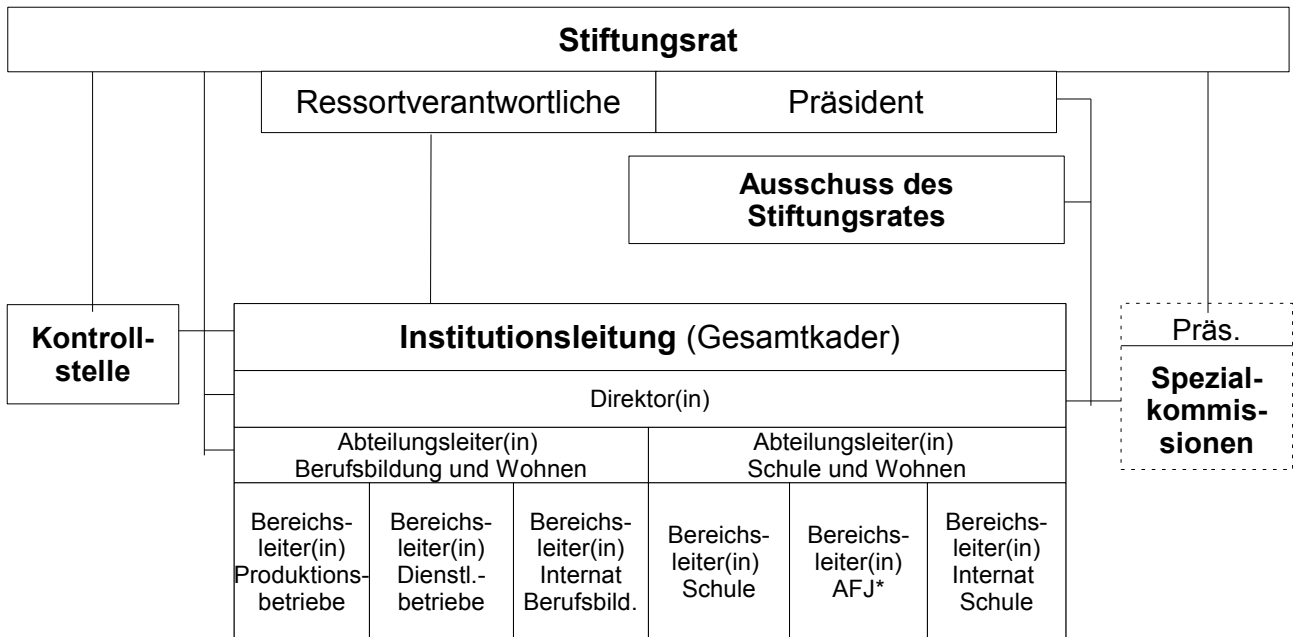 Stiftungsrat
Ressortverantwortliche
Präsident
Ausschuss des
Stiftungsrates
Kontroll-
stelle
Institutionsleitung (Gesamtkader)
Präs.
Spezial-
kommis-
sionen
Direktor(in)
Abteilungsleiter(in)
Berufsbildung und Wohnen
Abteilungsleiter(in)
Schule und Wohnen
Bereichs-
leiter(in)
Produktions-
betriebe
Bereichs-
leiter(in)
Dienstl.-
betriebe
Bereichs-
leiter(in)
Internat
Berufsbild.
Bereichs-
leiter(in)
Schule
Bereichs-
leiter(in)
AFJ*
Bereichs-
leiter(in)
Internat
Schule